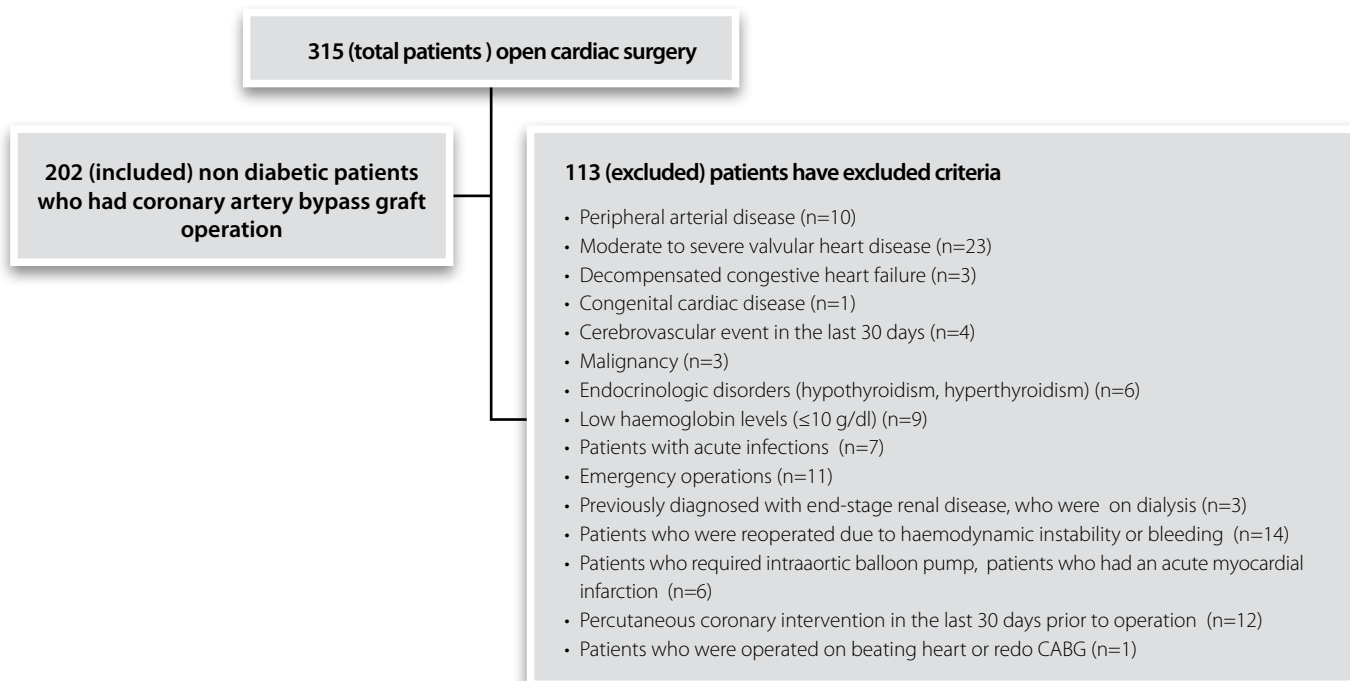 315 (total patients ) open cardiac surgery
202 (included) non diabetic patients
who had coronary artery bypass graft
operation
113 (excluded) patients have excluded criteria
• Peripheral arterial disease (n=10)
• Moderate to severe valvular heart disease (n=23)
• Decompensated congestive heart failure (n=3)
• Congenital cardiac disease (n=1)
• Cerebrovascular event in the last 30 days (n=4)
• Malignancy (n=3)
• Endocrinologic disorders (hypothyroidism, hyperthyroidism) (n=6)
• Low haemoglobin levels (≤10 g/dl) (n=9)
• Patients with acute infections (n=7)
• Emergency operations (n=11)
• Previously diagnosed with end-stage renal disease, who were on dialysis (n=3)
• Patients who were reoperated due to haemodynamic instability or bleeding (n=14)
• Patients who required intraaortic balloon pump, patients who had an acute myocardial
infarction (n=6)
• Percutaneous coronary intervention in the last 30 days prior to operation (n=12)
• Patients who were operated on beating heart or redo CABG (n=1)